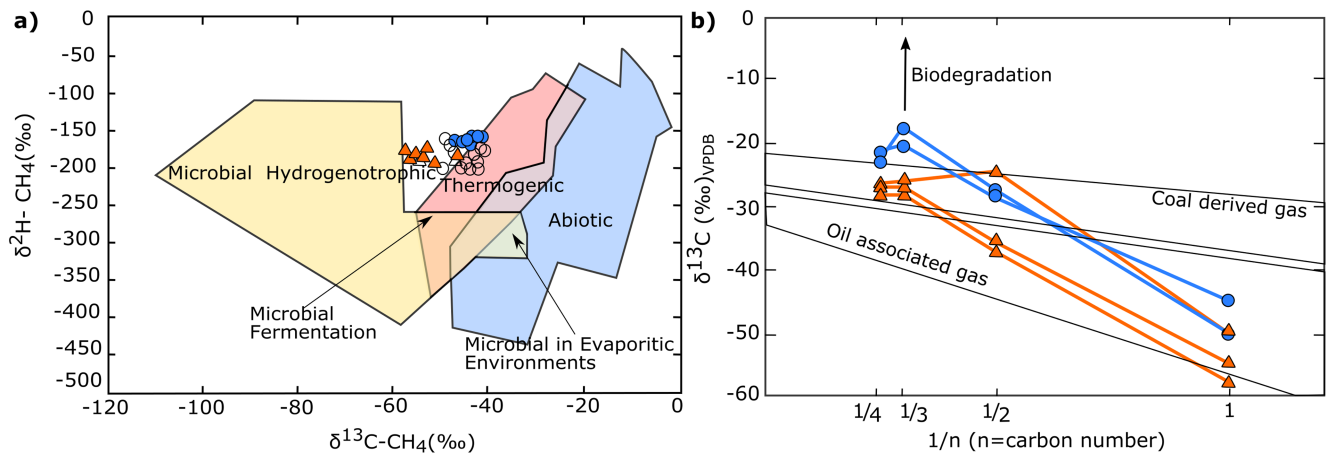 a)
0
-50
-100
-150
-200
-250
-300
-350
-400
-450
-500
δ²H- CH₄(‰)
Microbial Hydrogenotrophic
Thermogenic
Abiotic
Microbial
Fermentation
Microbial in Evaporitic
Environments
-120
-100
-80
-60
-40
-20
0
δ¹³C-CH₄(‰)
b)
0
-10
-20
-30
-40
-50
-60
δ¹³C (‰)VPDB
Biodegradation
Coal derived gas
Oil associated gas
1/4
1/3
1/2
1
1/n (n=carbon number)